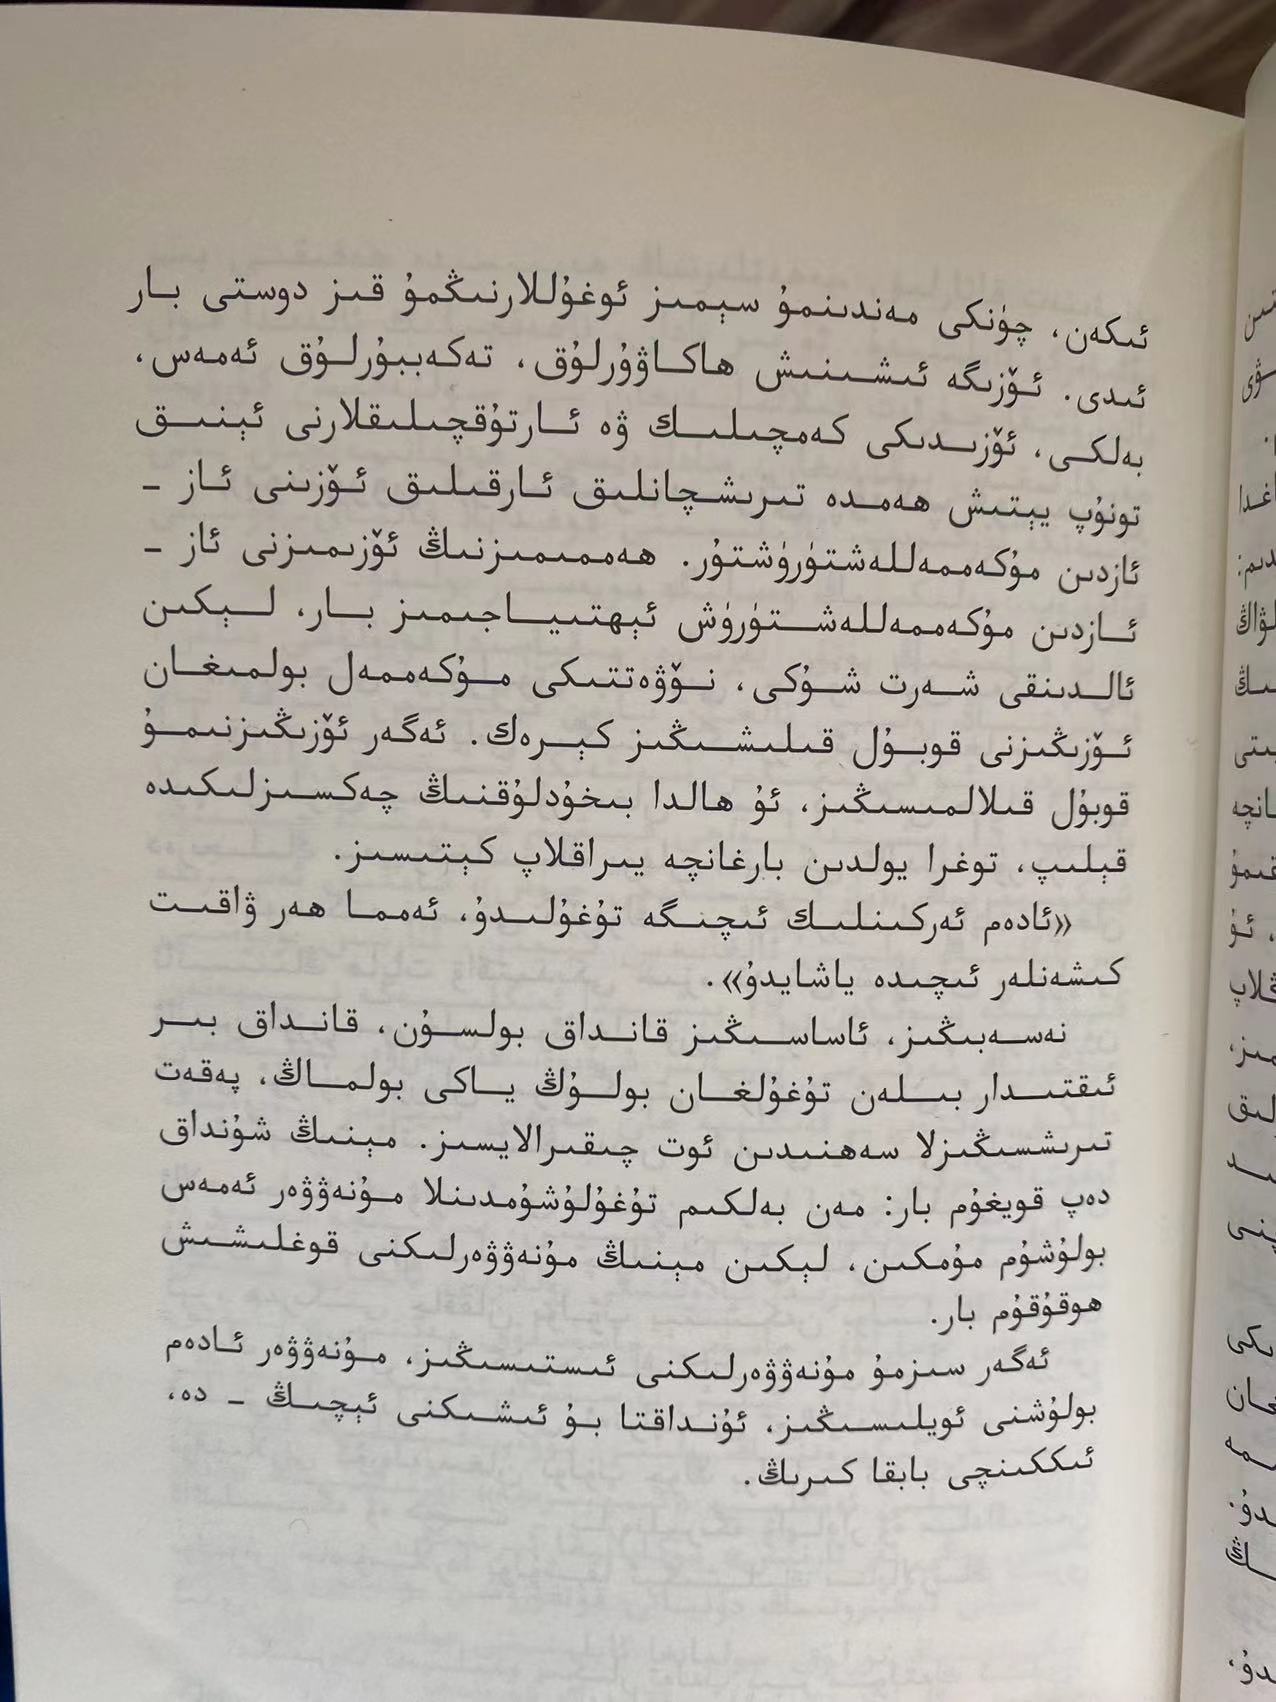 ئىكەن، چۈنكى مەندىنمۇ سېمىز ئوغۇللارنىڭمۇ قىز دوستى بار
ئىدى. ئۆزىگە ئىشىنىش ھاكاۋۇرلۇق، تەكەببۇرلۇق ئەمەس،
بەلكى، ئۆزىدىكى كەمچىلىك ۋە ئارتۇقچىلىقلارنى ئېنىق
تونۇپ يېتىش ھەمدە تىرىشچانلىق ئارقىلىق ئۆزىنى ئاز ـ
ئازدىن مۇكەممەللەشتۈرۈشتۇر. ھەممىمىزنىڭ ئۆزىمىزنى ئاز ـ
ئازدىن مۇكەممەللەشتۈرۈش ئېھتىياجىمىز بار، لېكىن
ئالدىنقى شەرت شۇكى، نۆۋەتتىكى مۇكەممەل بولمىغان
ئۆزىڭىزنى قوبۇل قىلىشىڭىز كېرەك. ئەگەر ئۆزىڭىزنىمۇ
قوبۇل قىلالمىسىڭىز، ئۇ ھالدا بىخۇدلۇقنىڭ چەكسىزلىكىدە
قېلىپ، توغرا يولدىن بارغانچە يىراقلاپ كېتىسىز.
«ئادەم ئەركىنلىك ئىچىنگە تۇغۇلىدۇ، ئەمما ھەر ۋاقىت
كىشەنلەر ئىچىدە ياشايدۇ».
نەسەبىڭىز، ئاساسىڭىز قانداق بولسۇن، قانداق بىر
ئىقتىدار بىلەن تۇغۇلغان بولۇڭ ياكى بولماڭ، پەقەت
تىرىشسىڭىزلا سەھنىدىن ئوت چىقىرالايسىز. مېنىڭ شۇنداق
دەپ قويغۇم بار: مەن بەلكىم تۇغۇلۇشۇمدىنلا مۇنەۋۋەر ئەمەس
بولۇشۇم مۇمكىن، لېكىن مېنىڭ مۇنەۋۋەرلىكنى قوغلىشىش
ھوقۇقۇم بار.
ئەگەر سىزمۇ مۇنەۋۋەرلىكنى ئىستىسىڭىز، مۇنەۋۋەر ئادەم
بولۇشنى ئويلىسىڭىز، ئۇنداقتا بۇ ئىشىكنى ئېچىڭ ـ دە،
ئىككىنچى بابقا كىرىڭ.